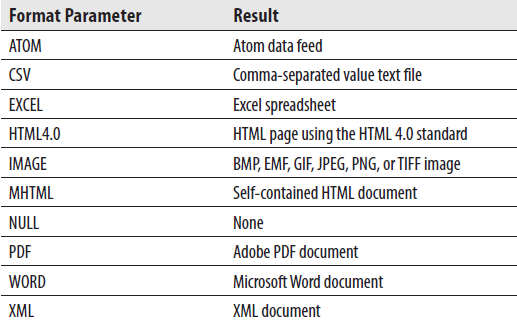 Format Parameter Result
ATOM Atom data feed
CSV Comma-separated value text file
EXCEL Excel spreadsheet
HTML4.0 HTML page using the HTML 4.0 standard
IMAGE BMP, EMF, GIF, JPEG, PNG, or TIFF image
MHTML Self-contained HTML document
NULL None
PDF Adobe PDF document
WORD Microsoft Word document
XML XML document